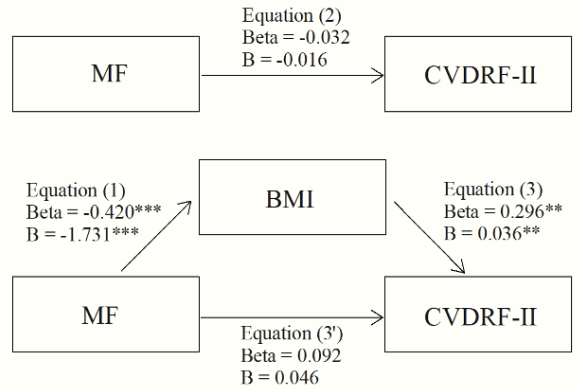 Equation (2)
Beta = -0.032
B = -0.016
MF
CVDRF-II
Equation (1)
Beta = -0.420***
B = -1.731***
BMI
Equation (3)
Beta = 0.296**
B = 0.036**
MF
CVDRF-II
Equation (3')
Beta = 0.092
B = 0.046